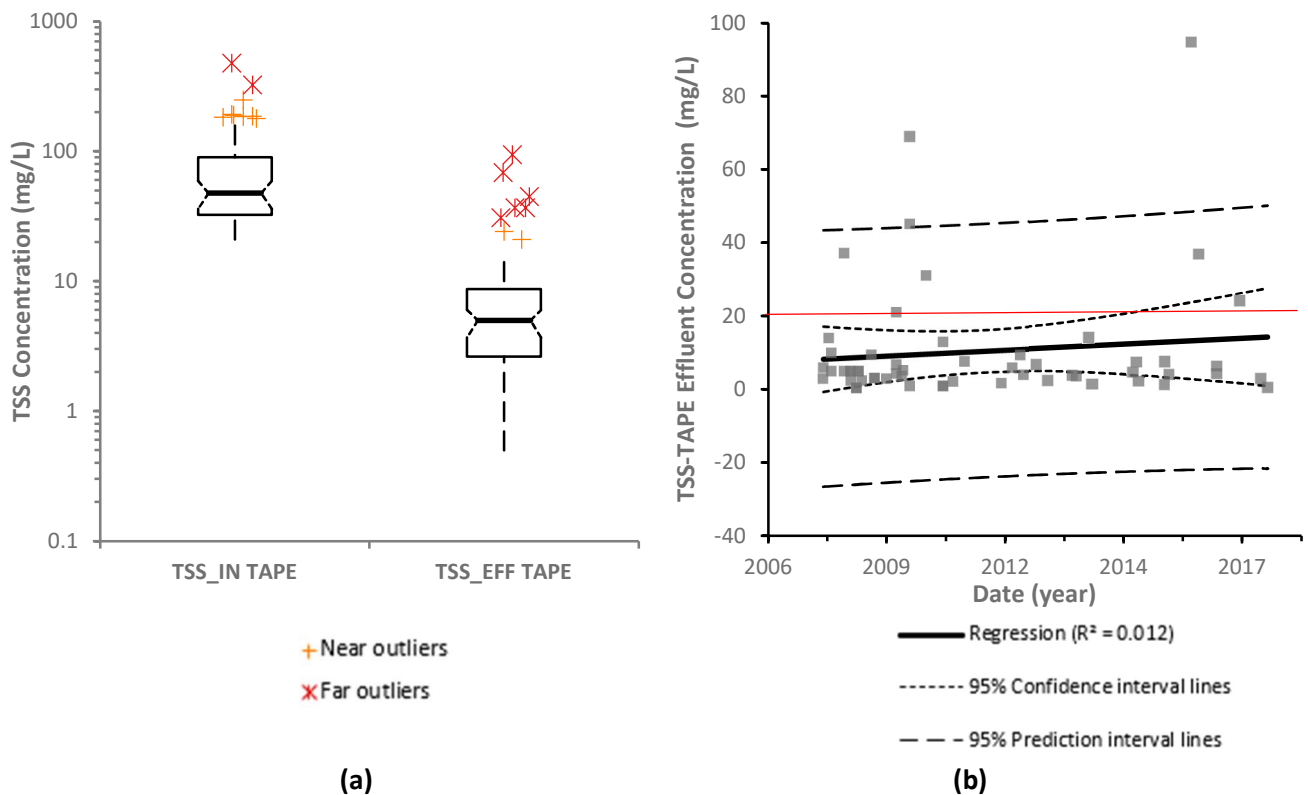 TSS Concentration (mg/L)
1000
100
10
1
0.1
TSS_IN TAPE
TSS_EFF TAPE
Near outliers
Far outliers
(a)
TSS-TAPE Effluent Concentration (mg/L)
100
80
60
40
20
0
-20
-40
2006
2009
2012
2014
2017
Date (year)
Regression (R² = 0.012)
95% Confidence interval lines
95% Prediction interval lines
(b)